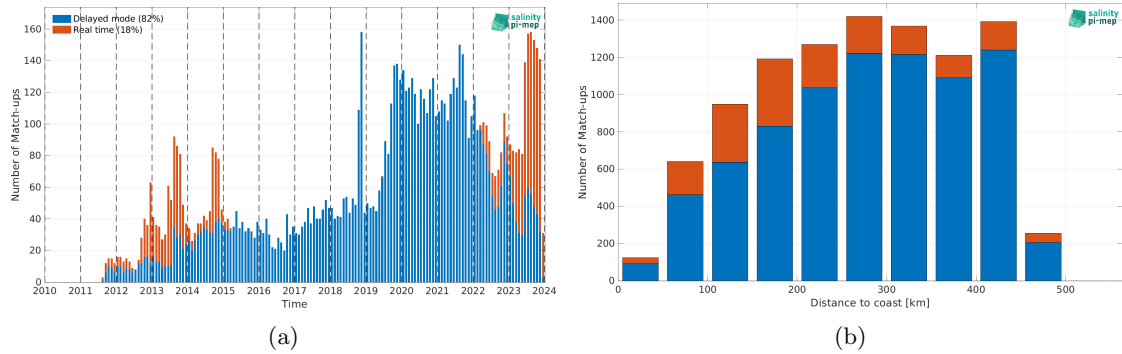 Delayed mode (82%)
Real time (18%)
salinity
pi-mep
160
140
120
100
80
60
40
20
0
Number of Match-ups
2010 2011 2012 2013 2014 2015 2016 2017 2018 2019 2020 2021 2022 2023 2024
Time
(a)
salinity
pi-mep
1400
1200
1000
800
600
400
200
0
Number of Match-ups
0 100 200 300 400 500
Distance to coast [km]
(b)